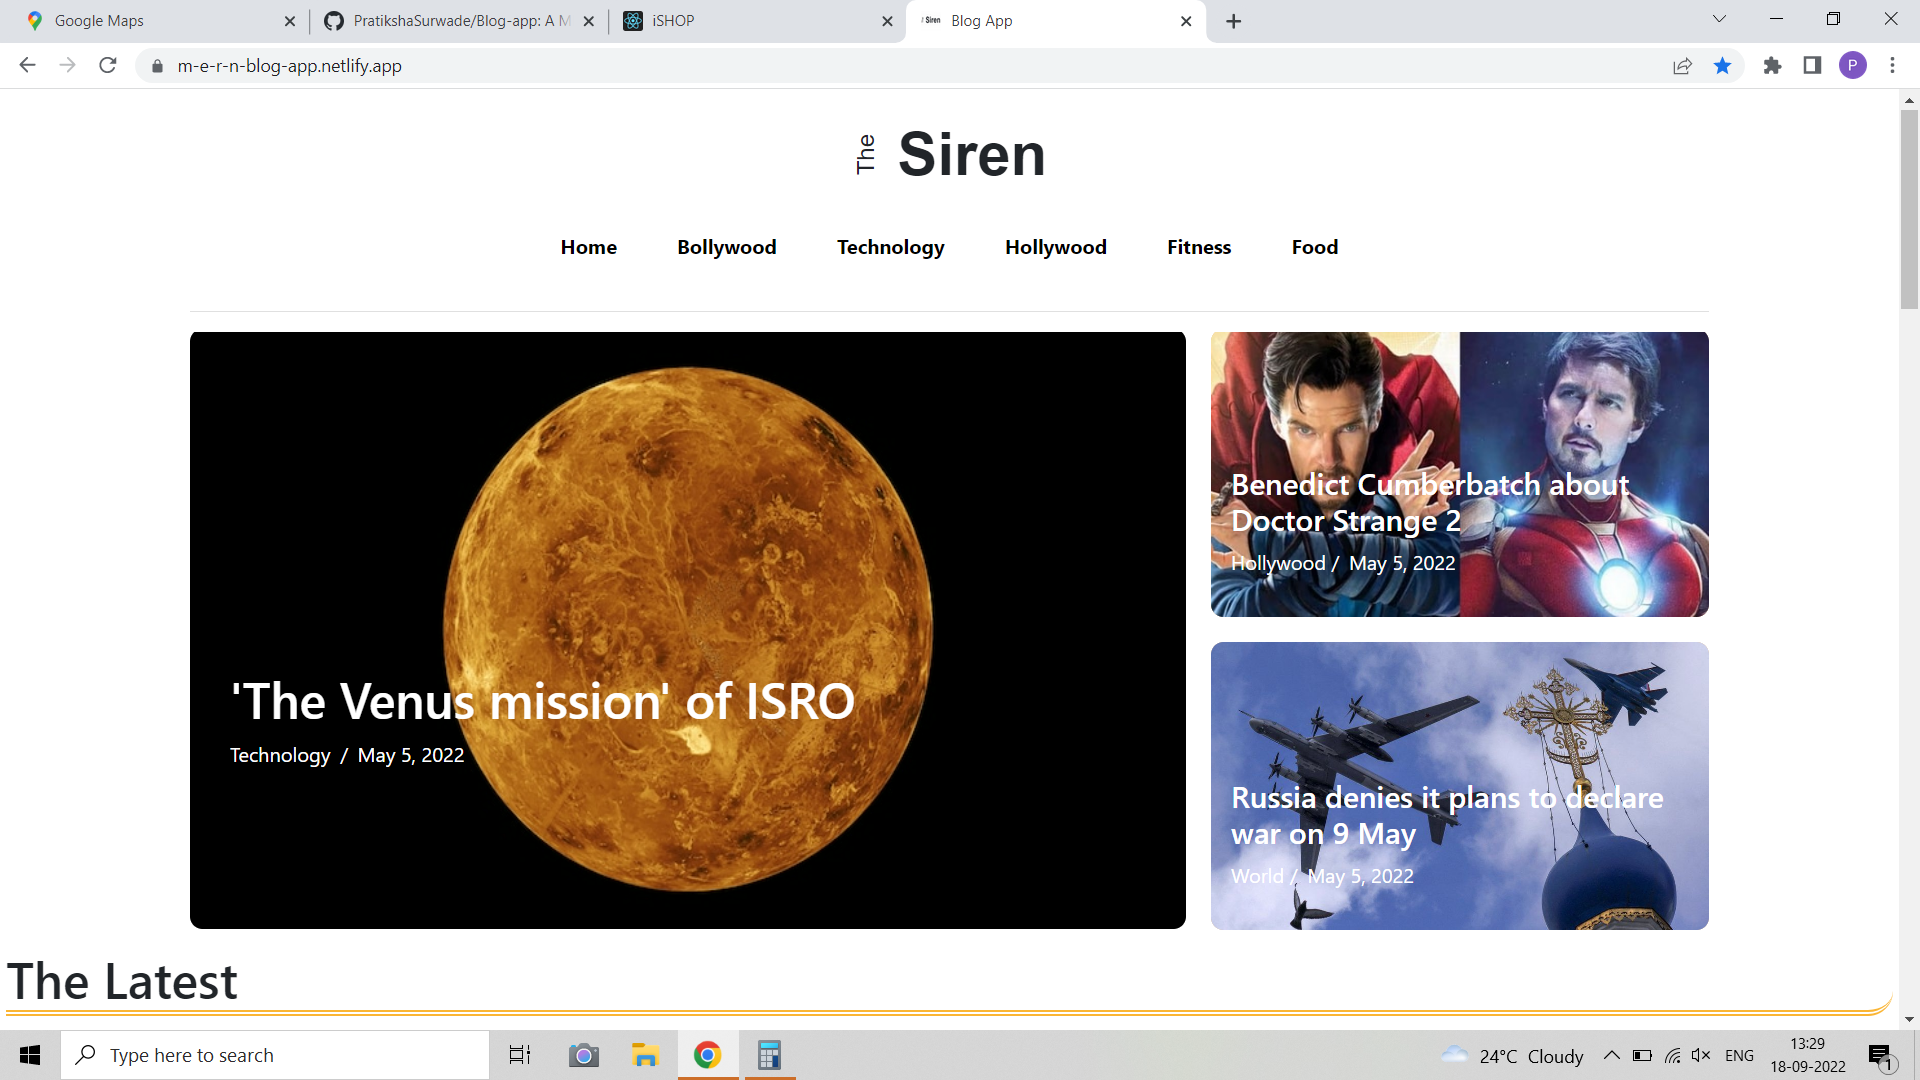 Google Maps
PratikshaSurwade/Blog-app: A M
iSHOP
Siren
Blog App
m-e-r-n-blog-app.netlify.app
P
The Siren
Home Bollywood Technology Hollywood Fitness Food
'The Venus mission' of ISRO
Technology / May 5, 2022
Benedict Cumberbatch about
Doctor Strange 2
Hollywood / May 5, 2022
Russia denies it plans to declare
war on 9 May
World / May 5, 2022
The Latest
Type here to search
24°C Cloudy
ENG
13:29
18-09-2022
1